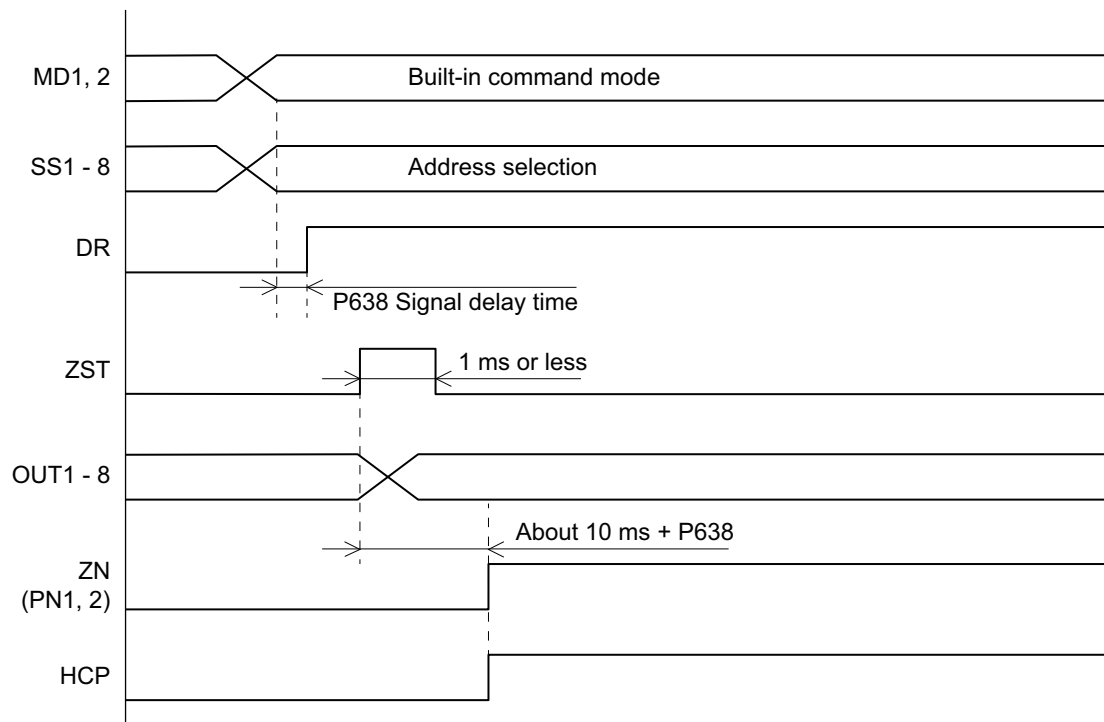 MD1, 2
Built-in command mode
SS1 - 8
Address selection
DR
P638 Signal delay time
ZST
1 ms or less
OUT1 - 8
About 10 ms + P638
ZN
(PN1, 2)
HCP